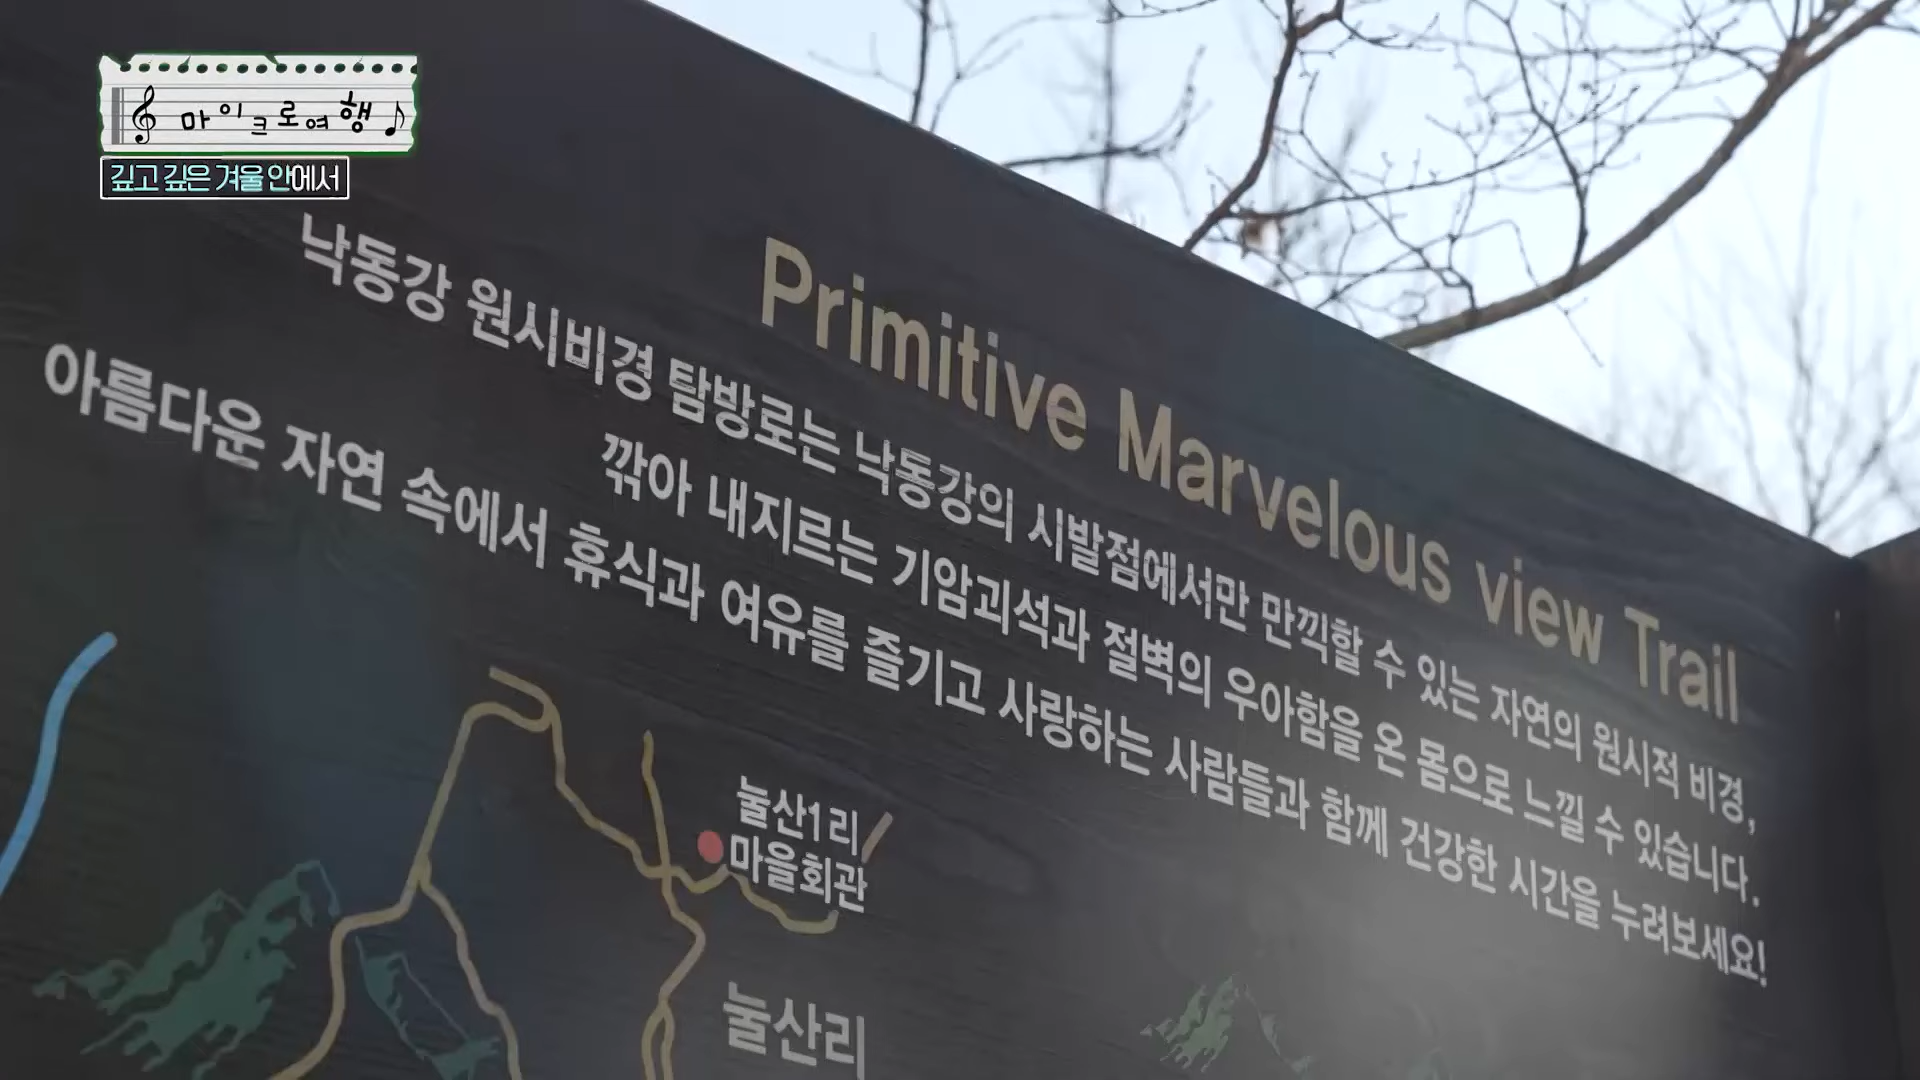 마이크로여행
깊고 깊은 겨울 안에서
Primitive Marvelous view Trail
낙동강 원시비경 탐방로는 낙동강의 시발점에서만 만끽할 수 있는 자연의 원시적 비경,
깎아 내지르는 기암괴석과 절벽의 우아함을 온 몸으로 느낄 수 있습니다.
아름다운 자연 속에서 휴식과 여유를 즐기고 사랑하는 사람들과 함께 건강한 시간을 누려보세요!
눌산1리
마을회관
눌산리